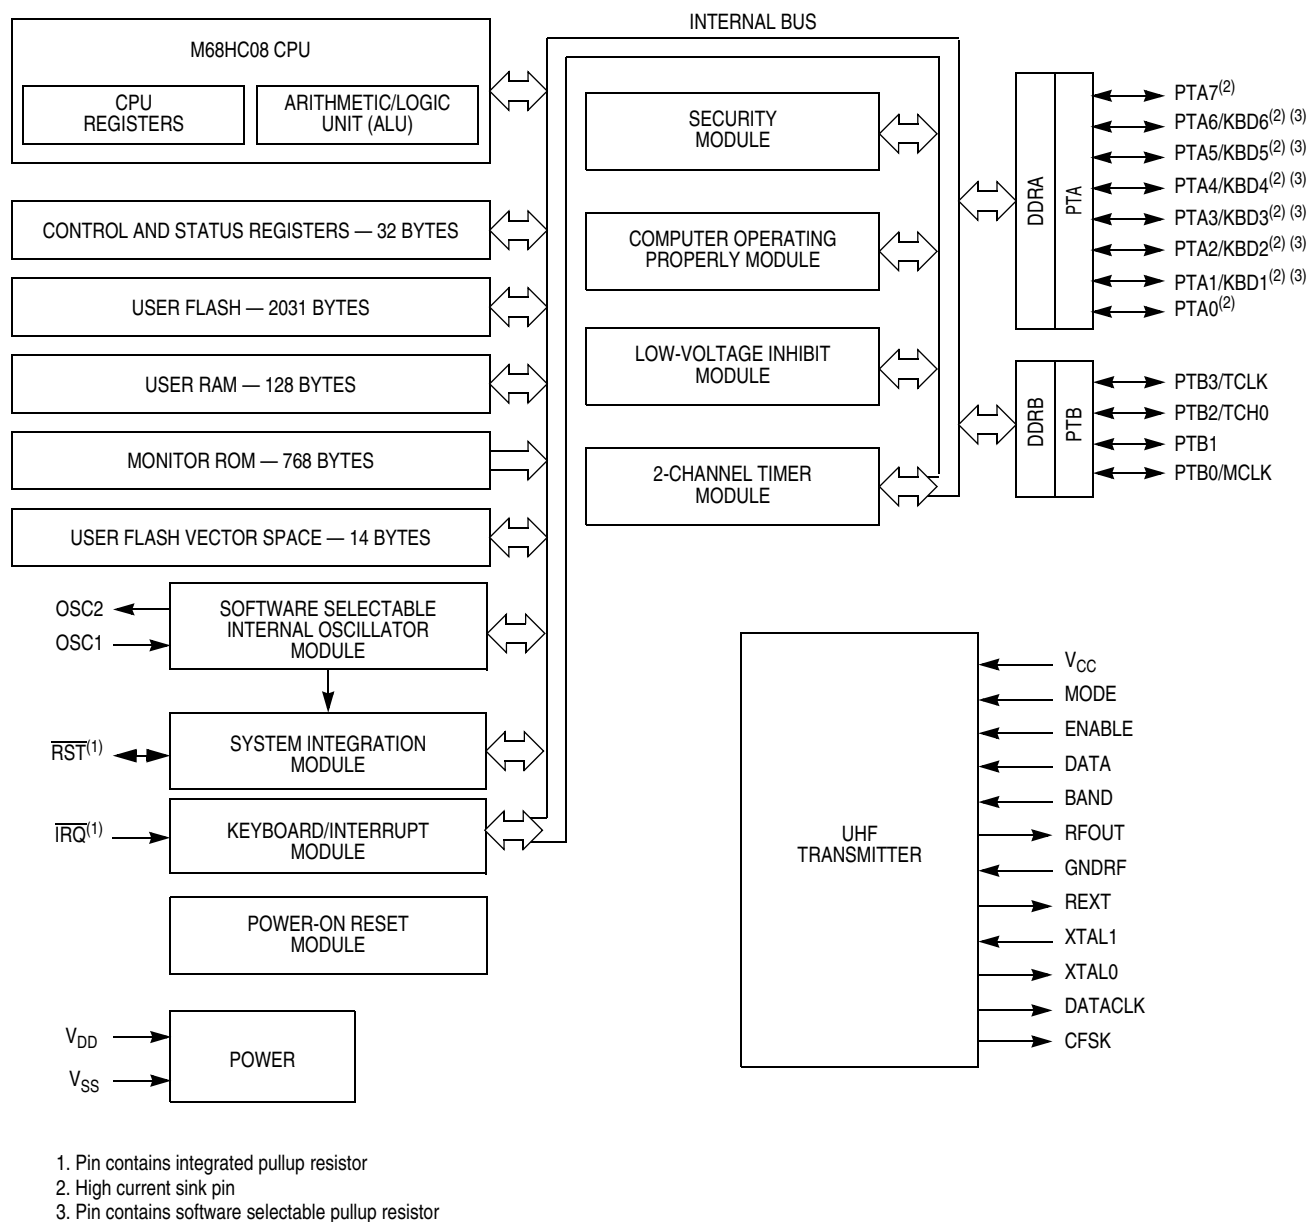 INTERNAL BUS
M68HC08 CPU
CPU
REGISTERS
ARITHMETIC/LOGIC
UNIT (ALU)
CONTROL AND STATUS REGISTERS — 32 BYTES
USER FLASH — 2031 BYTES
USER RAM — 128 BYTES
MONITOR ROM — 768 BYTES
USER FLASH VECTOR SPACE — 14 BYTES
OSC2
OSC1
SOFTWARE SELECTABLE
INTERNAL OSCILLATOR
MODULE
RST(1)
SYSTEM INTEGRATION
MODULE
IRQ(1)
KEYBOARD/INTERRUPT
MODULE
POWER-ON RESET
MODULE
VDD
VSS
POWER
SECURITY
MODULE
COMPUTER OPERATING
PROPERLY MODULE
LOW-VOLTAGE INHIBIT
MODULE
2-CHANNEL TIMER
MODULE
DDRA
PTA
PTA7(2)
PTA6/KBD6(2) (3)
PTA5/KBD5(2) (3)
PTA4/KBD4(2) (3)
PTA3/KBD3(2) (3)
PTA2/KBD2(2) (3)
PTA1/KBD1(2) (3)
PTA0(2)
DDRB
PTB
PTB3/TCLK
PTB2/TCH0
PTB1
PTB0/MCLK
UHF
TRANSMITTER
VCC
MODE
ENABLE
DATA
BAND
RFOUT
GNDRF
REXT
XTAL1
XTAL0
DATACLK
CFSK
1. Pin contains integrated pullup resistor
2. High current sink pin
3. Pin contains software selectable pullup resistor